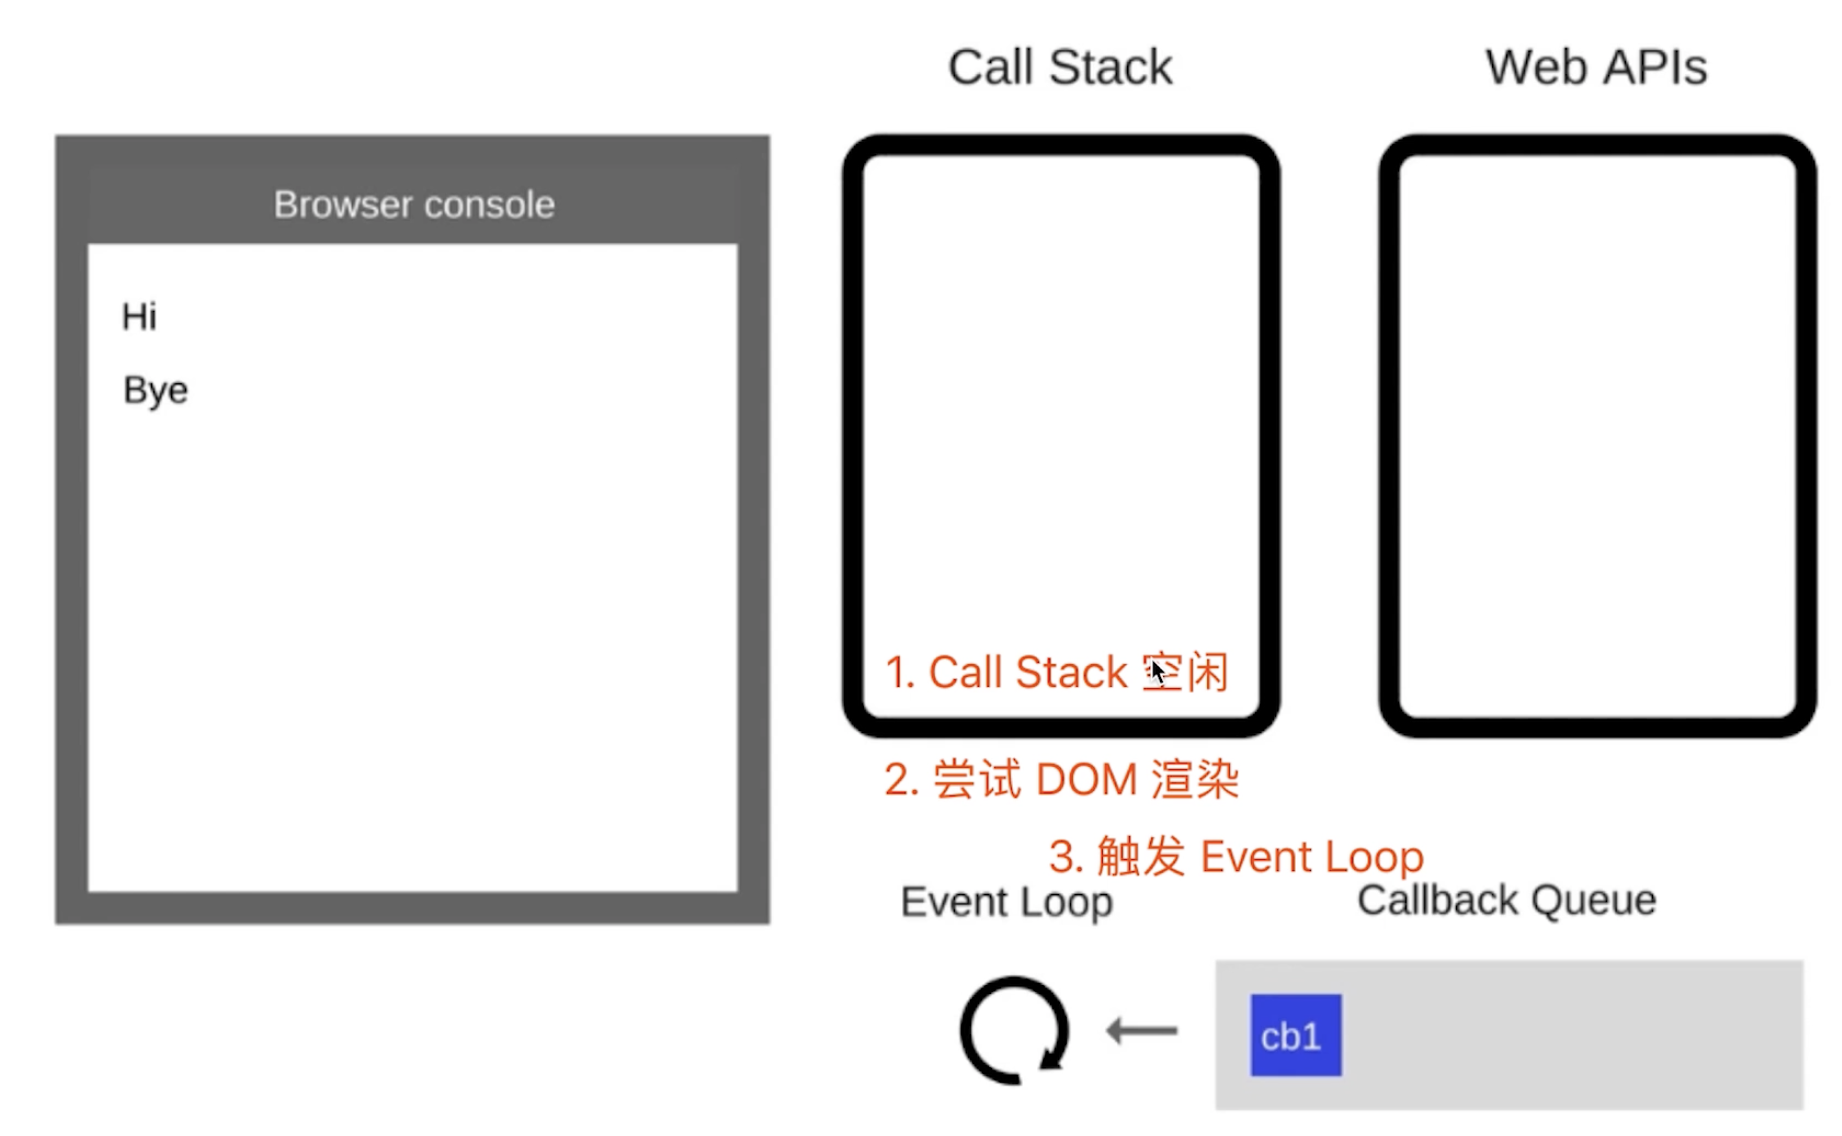 Call Stack
Web APIs
Browser console
Hi
Bye
1. Call Stack 空闲
2. 尝试 DOM 渲染
3. 触发 Event Loop
Event Loop
Callback Queue
cb1